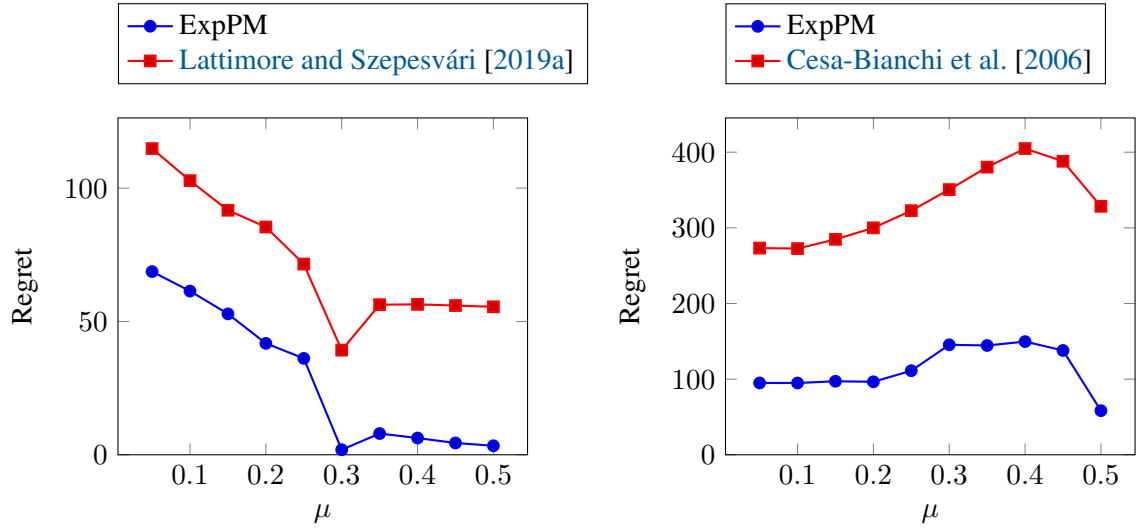 ExpPM
Lattimore and Szepesvári [2019a]
100
50
0
0.1 0.2 0.3 0.4 0.5
Regret
μ
ExpPM
Cesa-Bianchi et al. [2006]
400
300
200
100
0
0.1 0.2 0.3 0.4 0.5
Regret
μ